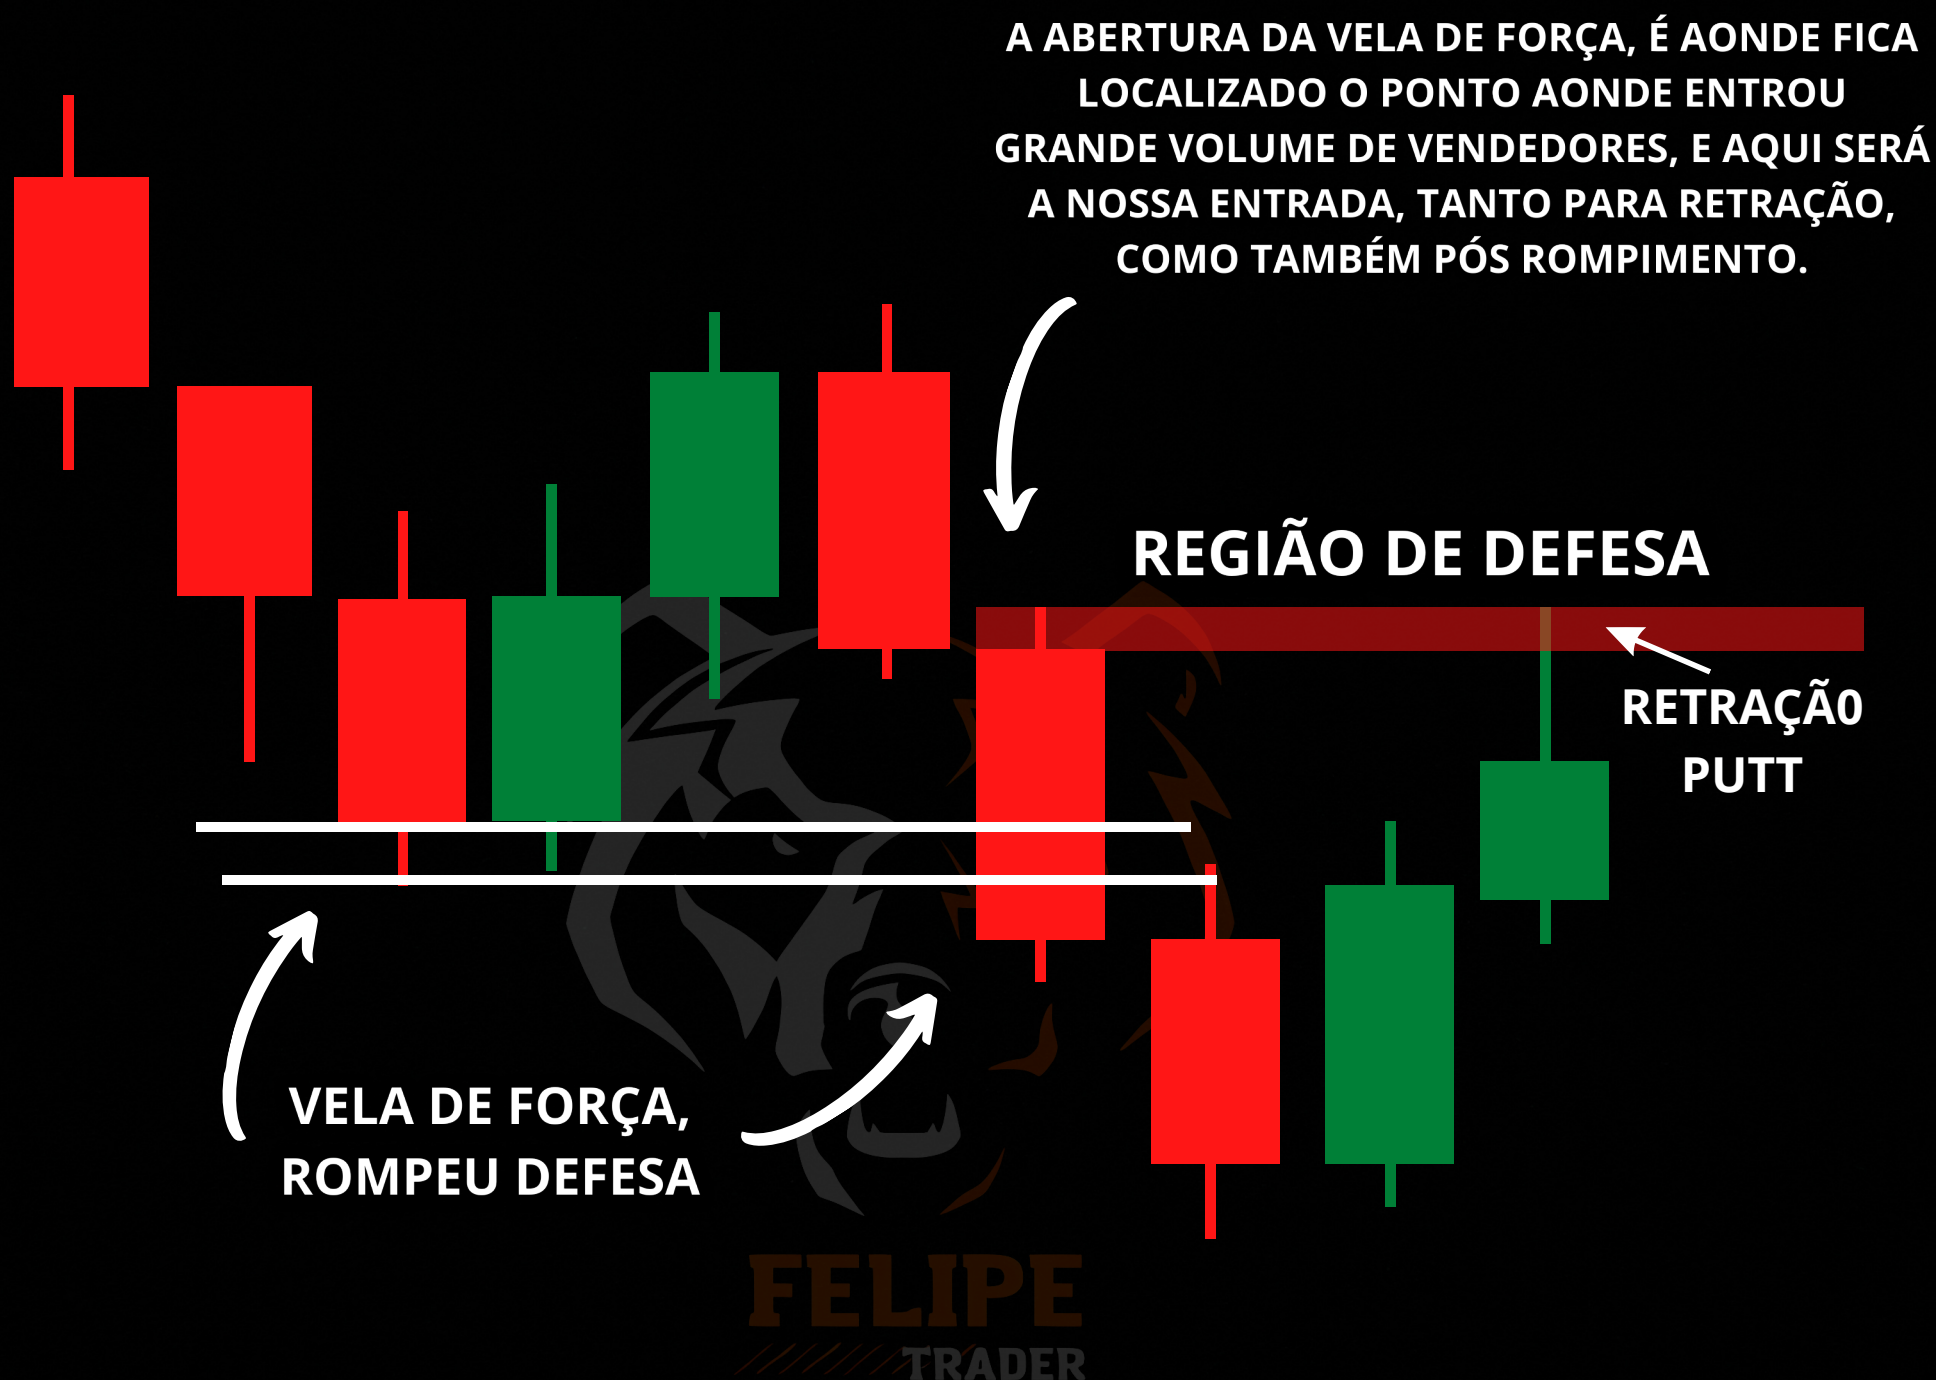 A ABERTURA DA VELA DE FORÇA, É AONDE FICA
LOCALIZADO O PONTO AONDE ENTROU
GRANDE VOLUME DE VENDEDORES, E AQUI SERÁ
A NOSSA ENTRADA, TANTO PARA RETRAÇÃO,
COMO TAMBÉM PÓS ROMPIMENTO.
REGIÃO DE DEFESA
RETRAÇÃ0
PUTT
VELA DE FORÇA,
ROMPEU DEFESA
FELIPE
TRADER